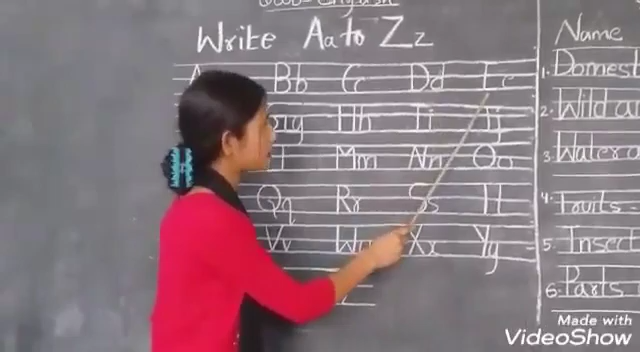 Write Aa to Zz
Bb Cc Dd Ee
Hh Ii Jj
Mm Nn Oo
Qq Rr Ss
Vv Ww Xx Yy
Name
1. Domest
2. Wild a
3. Water a
4. Fruits =
5. Insect
6. Parts
Made with
VideoShow